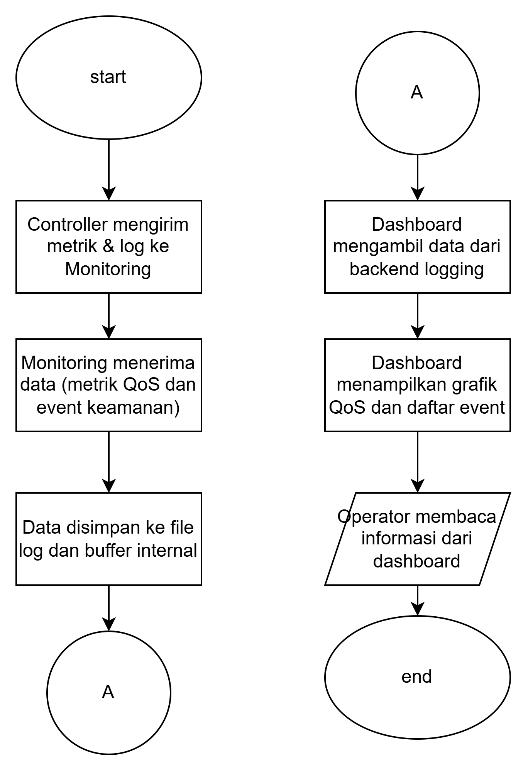 start
Controller mengirim
metrik & log ke
Monitoring
Monitoring menerima
data (metrik QoS dan
event keamanan)
Data disimpan ke file
log dan buffer internal
A
A
Dashboard
mengambil data dari
backend logging
Dashboard
menampilkan grafik
QoS dan daftar event
Operator membaca
informasi dari
dashboard
end